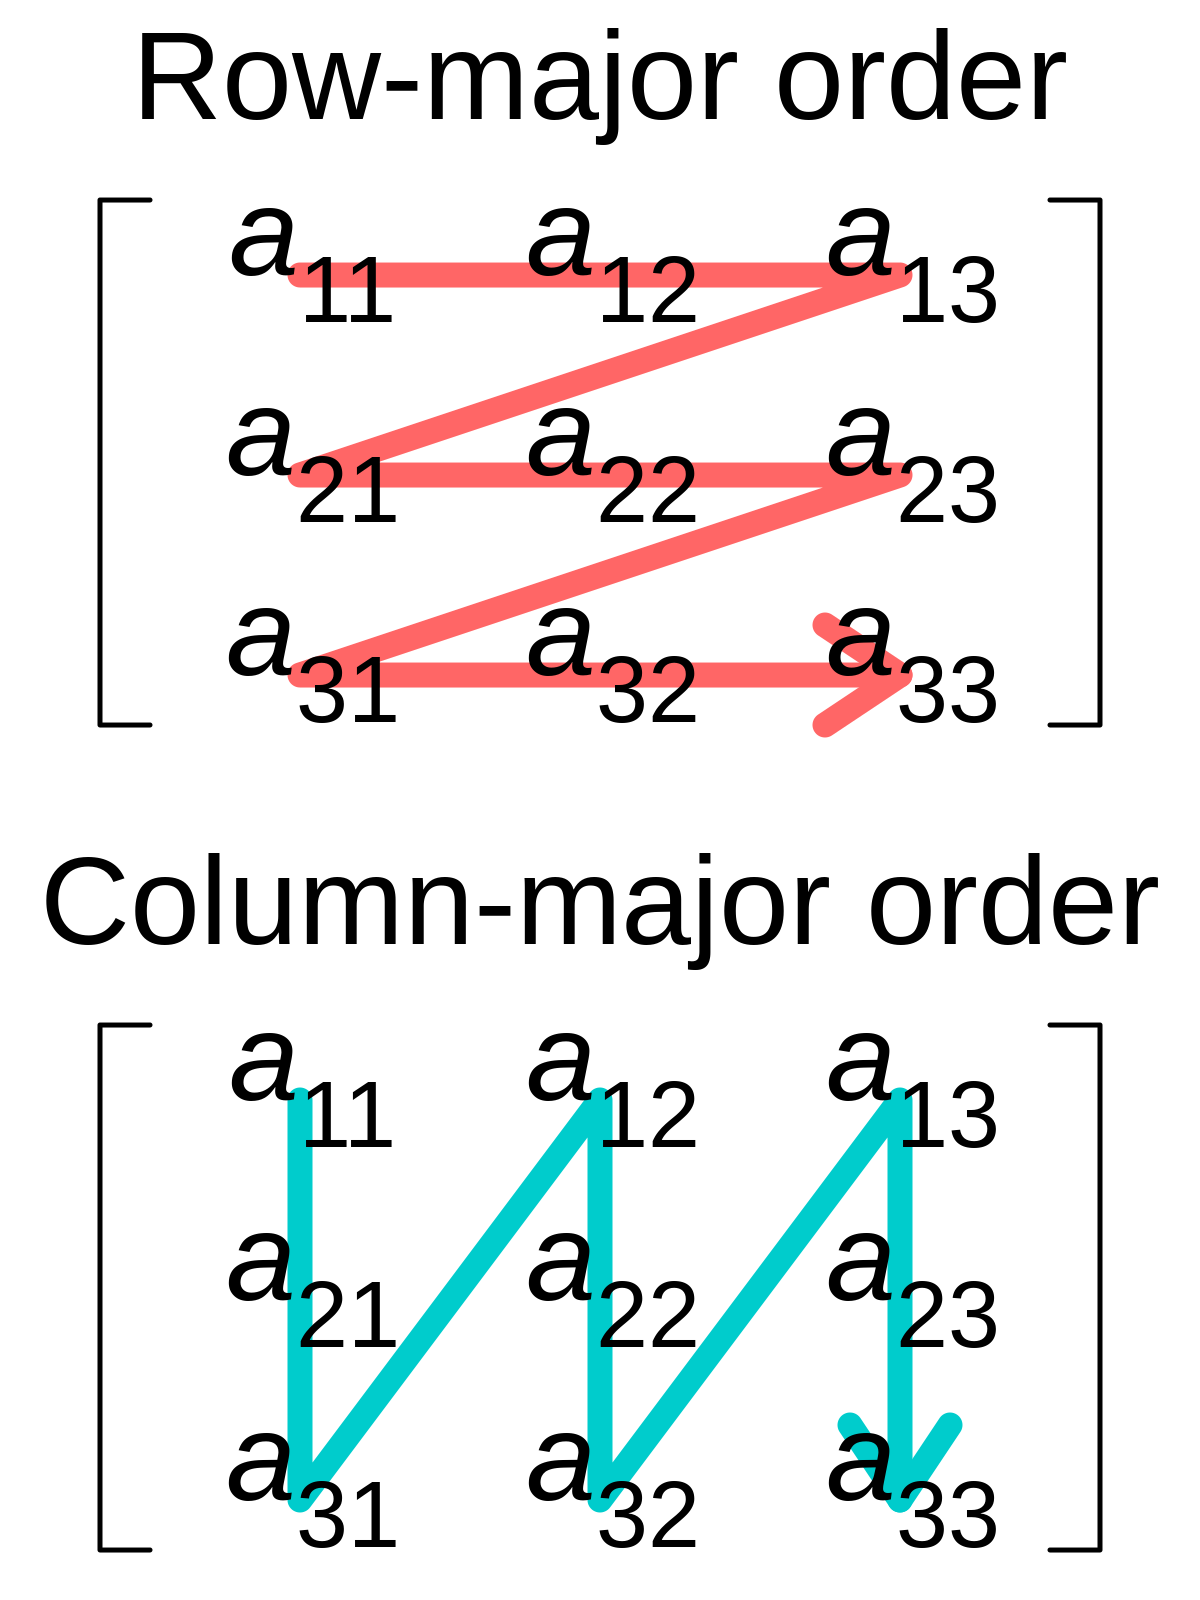 Row-major order
a11 a12 a13
a21 a22 a23
a31 a32 a33
Column-major order
a11 a12 a13
a21 a22 a23
a31 a32 a33